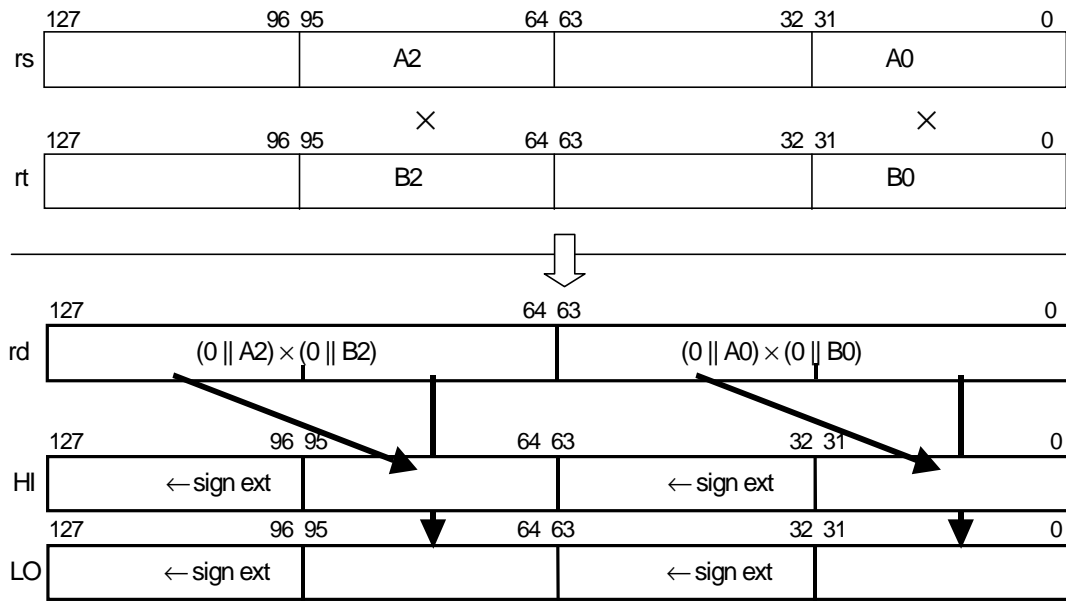 127 96 95 64 63 32 31 0
rs A2 A0
× ×
127 96 95 64 63 32 31 0
rt B2 B0
127 64 63 0
rd (0 || A2) × (0 || B2) (0 || A0) × (0 || B0)
127 96 95 64 63 32 31 0
HI ←sign ext ←sign ext
127 96 95 64 63 32 31 0
LO ←sign ext ←sign ext